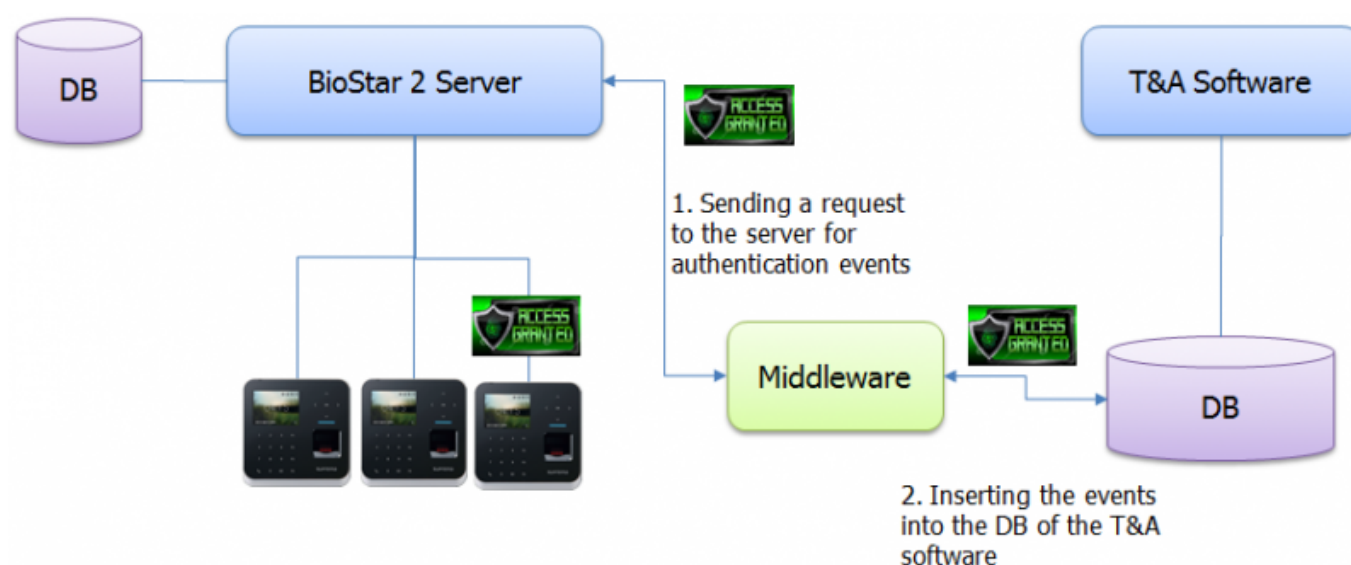 DB
BioStar 2 Server
T&A Software
ACCESS
GRANTED
1. Sending a request
to the server for
authentication events
ACCESS
GRANTED
ACCESS
GRANTED
Middleware
DB
2. Inserting the events
into the DB of the T&A
software